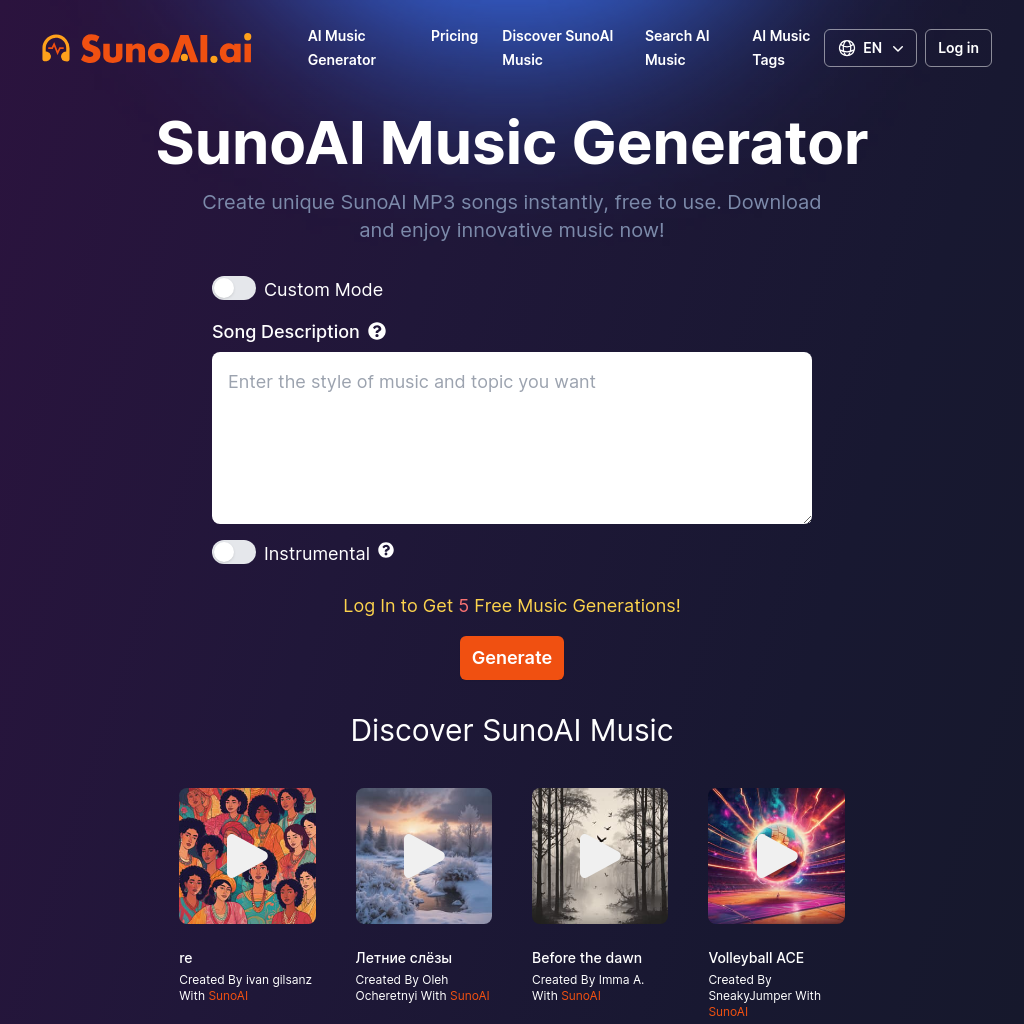 SunoAI.ai
AI Music
Generator
Pricing
Discover SunoAI
Music
Search AI
Music
AI Music
Tags
EN
Log in
SunoAI Music Generator
Create unique SunoAI MP3 songs instantly, free to use. Download
and enjoy innovative music now!
Custom Mode
Song Description ?
Enter the style of music and topic you want
Instrumental ?
Log In to Get 5 Free Music Generations!
Generate
Discover SunoAI Music
re
Created By ivan gilsanz
With SunoAI
Летние слёзы
Created By Oleh
Ocheretnyi With SunoAI
Before the dawn
Created By Imma A.
With SunoAI
Volleyball ACE
Created By
SneakyJumper With
SunoAI